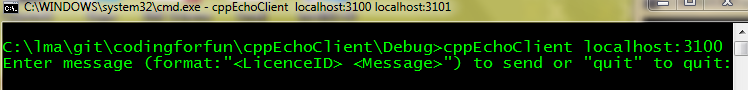 C:\WINDOWS\system32\cmd.exe - cppEchoClient  localhost:3100 localhost:3101
C:\lma\git\codingforfun\cppEchoClient\Debug>cppEchoClient localhost:3100
Enter message (format:"<LicenceID> <Message>") to send or "quit" to quit: